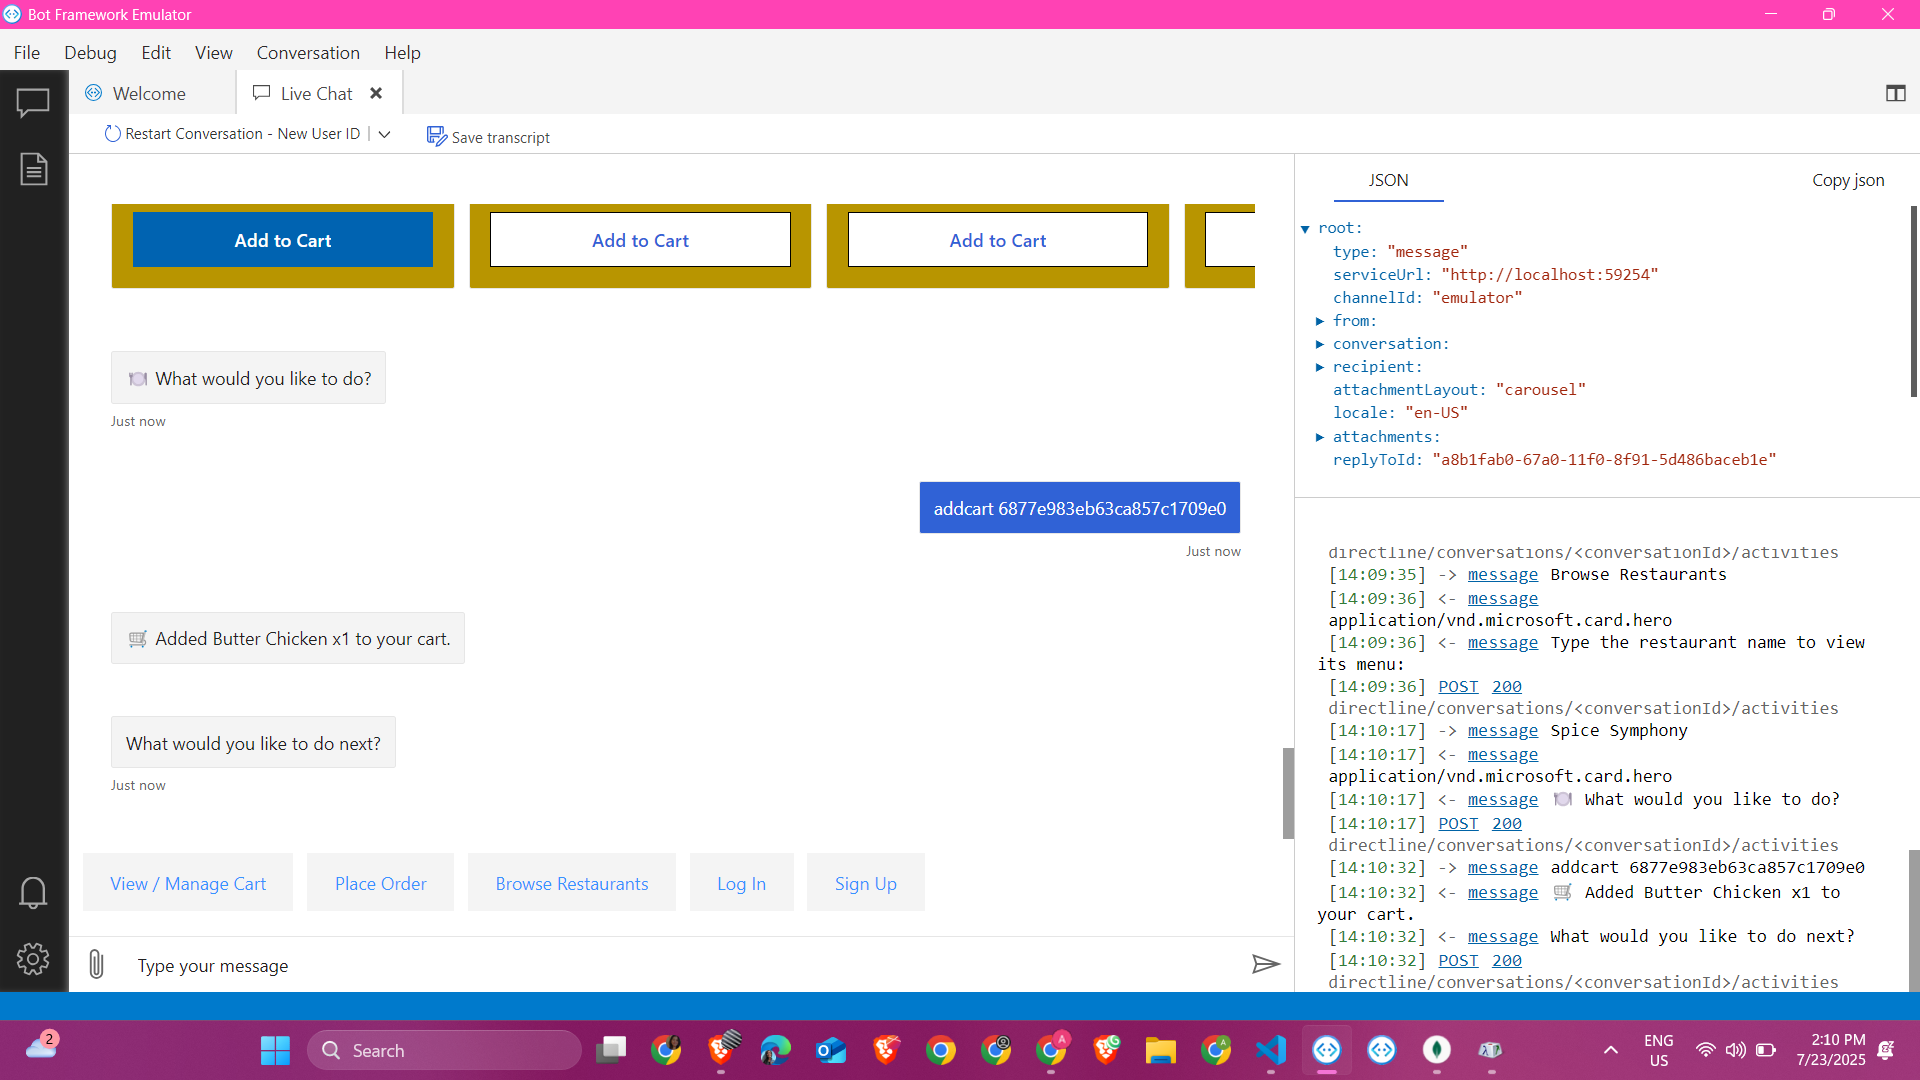 Bot Framework Emulator
File Debug Edit View Conversation Help
Welcome
Live Chat
Restart Conversation - New User ID
Save transcript
Add to Cart
Add to Cart
Add to Cart
🍽️ What would you like to do?
Just now
addcart 6877e983eb63ca857c1709e0
Just now
🛒 Added Butter Chicken x1 to your cart.
What would you like to do next?
Just now
View / Manage Cart
Place Order
Browse Restaurants
Log In
Sign Up
Type your message
JSON
Copy json
root:
type: "message"
serviceUrl: "http://localhost:59254"
channelId: "emulator"
from:
conversation:
recipient:
attachmentLayout: "carousel"
locale: "en-US"
attachments:
replyToId: "a8b1fab0-67a0-11f0-8f91-5d486baceb1e"
directline/conversations/<conversationId>/activities
[14:09:35] -> message Browse Restaurants
[14:09:36] <- message
application/vnd.microsoft.card.hero
[14:09:36] <- message Type the restaurant name to view
its menu:
[14:09:36] POST 200
directline/conversations/<conversationId>/activities
[14:10:17] -> message Spice Symphony
[14:10:17] <- message
application/vnd.microsoft.card.hero
[14:10:17] <- message 🍽️ What would you like to do?
[14:10:17] POST 200
directline/conversations/<conversationId>/activities
[14:10:32] -> message addcart 6877e983eb63ca857c1709e0
[14:10:32] <- message 🛒 Added Butter Chicken x1 to
your cart.
[14:10:32] <- message What would you like to do next?
[14:10:32] POST 200
directline/conversations/<conversationId>/activities
2
Search
A
G
A
ENG
US
2:10 PM
7/23/2025